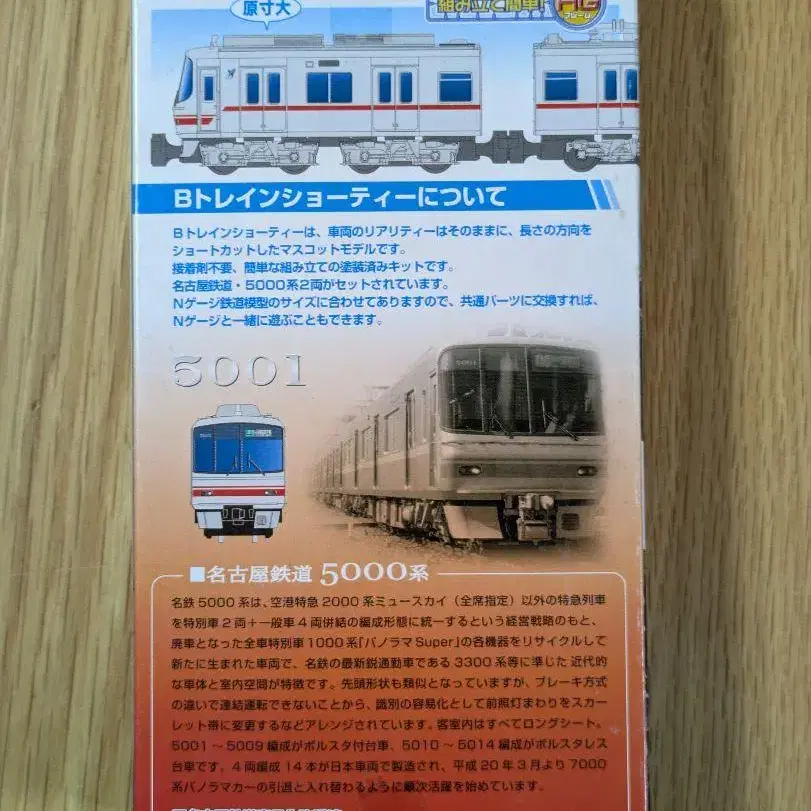 原寸大
組み立て簡単!
フレーム
Bトレインショーティーについて
Bトレインショーティーは、車両のリアリティーはそのままに、長さの方向を
ショートカットしたマスコットモデルです。
接着剤不要、簡単な組み立ての塗装済みキットです。
名古屋鉄道・5000系2両がセットされています。
Nゲージ鉄道模型のサイズに合わせてありますので、共通パーツに交換すれば、
Nゲージと一緒に遊ぶこともできます。
5001
■名古屋鉄道 5000系
名鉄5000系は、空港特急2000系ミュースカイ(全席指定)以外の特急列車
を特別車2両+一般車4両併結の編成形態に統一するという経営戦略のもと、
廃車となった全車特別車1000系「パノラマSuper」の各機器をリサイクルして
新たに生まれた車両で、名鉄の最新鋭通勤車である3300系等に準じた近代的
な車体と室内空間が特徴です。先頭形状も類似となっていますが、ブレーキ方式
の違いで連結運転できないことから、識別の容易化として前照灯まわりをスカー
レット帯に変更するなどアレンジされています。客室内はすべてロングシート。
5001~5009編成がボルスタ付台車、5010~5014編成がボルスタレス
台車です。4両編成14本が日本車両で製造され、平成20年3月より7000
系パノラマカーの引退と入れ替わるように順次活躍を始めています。